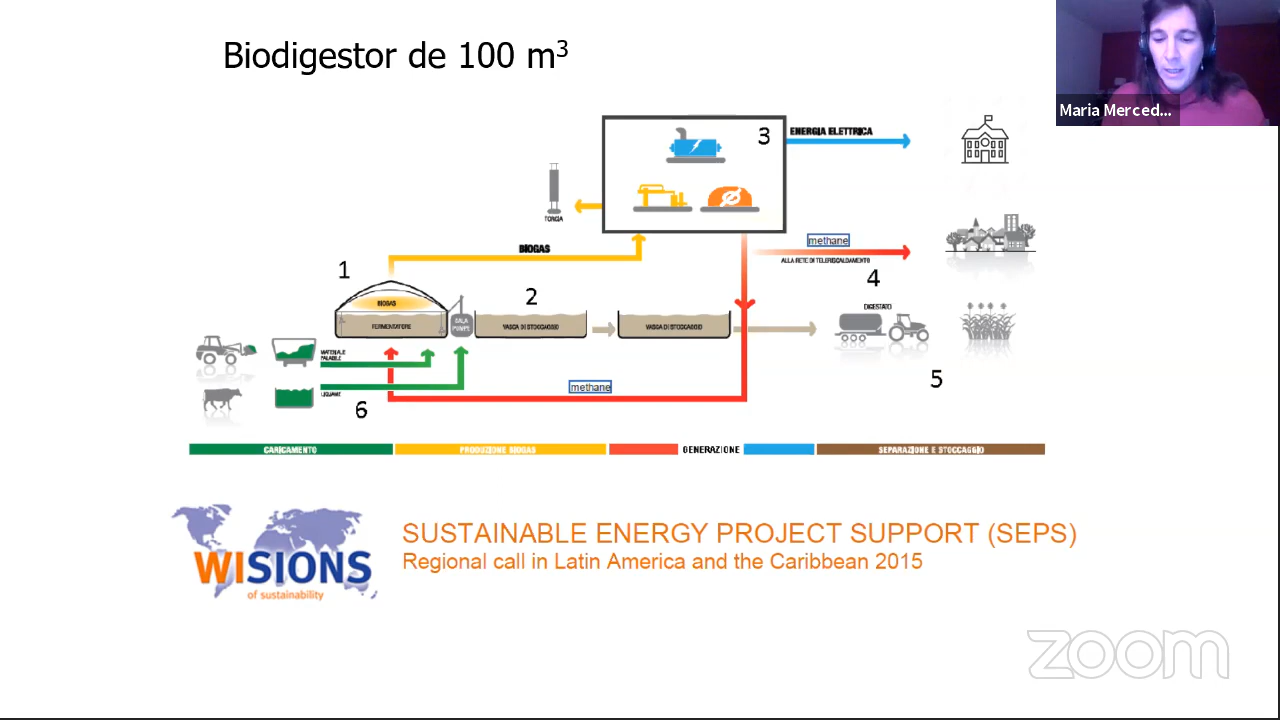 Biodigestor de 100 m³
Maria Merced...
3
ENERGIA ELETTRICA
TORCIA
BIOGAS
methane
ALLA RETE DI TELERISCALDAMENTO
1
2
4
BIOGAS
FERMENTATORE
SALA
POMPE
VASCA DI STOCCAGGIO
VASCA DI STOCCAGGIO
DIGESTATO
MATERIALE
PALABILE
LIQUAME
methane
5
6
CARICAMENTO
PRODUZIONE BIOGAS
GENERAZIONE
SEPARAZIONE E STOCCAGGIO
WISIONS
of sustainability
SUSTAINABLE ENERGY PROJECT SUPPORT (SEPS)
Regional call in Latin America and the Caribbean 2015
zoom